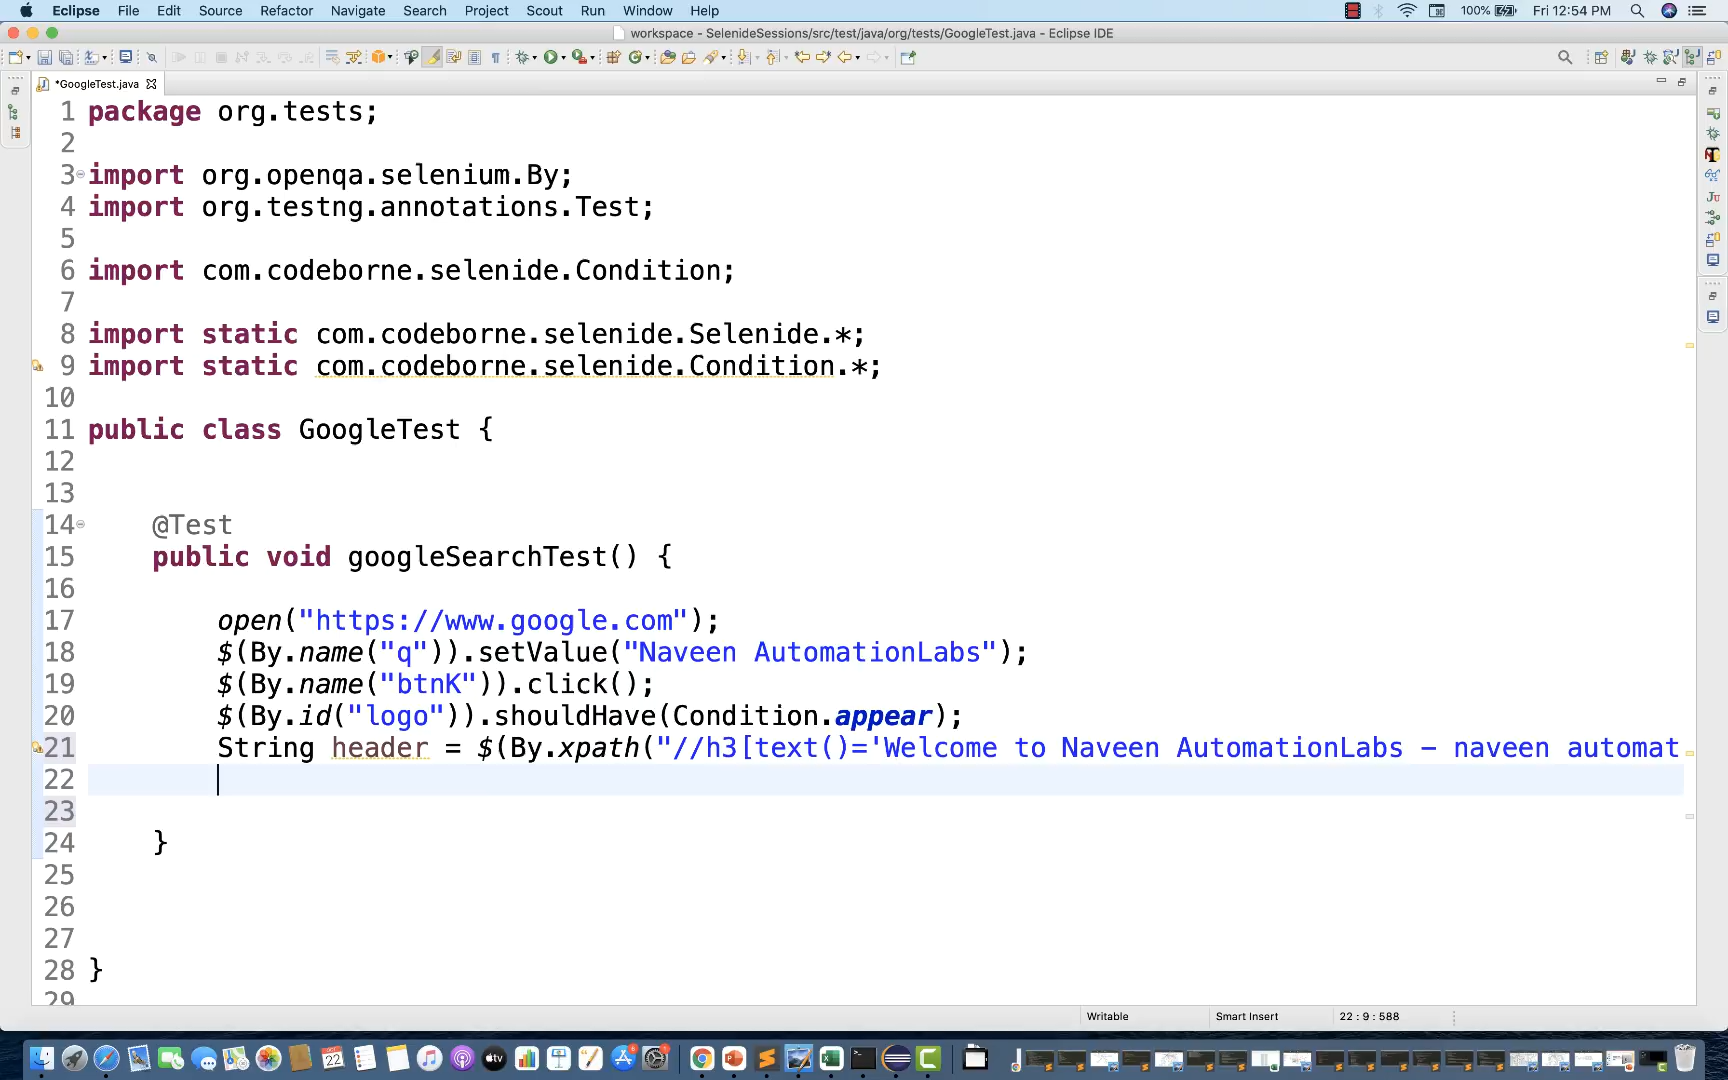 Eclipse File Edit Source Refactor Navigate Search Project Scout Run Window Help 100% Fri 12:54 PM
workspace - SelenideSessions/src/test/java/org/tests/GoogleTest.java - Eclipse IDE
*GoogleTest.java
1 package org.tests;
2
3 import org.openqa.selenium.By;
4 import org.testng.annotations.Test;
5
6 import com.codeborne.selenide.Condition;
7
8 import static com.codeborne.selenide.Selenide.*;
9 import static com.codeborne.selenide.Condition.*;
10
11 public class GoogleTest {
12
13
14 @Test
15 public void googleSearchTest() {
16
17 open("https://www.google.com");
18 $(By.name("q")).setValue("Naveen AutomationLabs");
19 $(By.name("btnK")).click();
20 $(By.id("logo")).shouldHave(Condition.appear);
21 String header = $(By.xpath("//h3[text()='Welcome to Naveen AutomationLabs - naveen automat
22
23
24 }
25
26
27
28 }
29
Writable Smart Insert 22 : 9 : 588